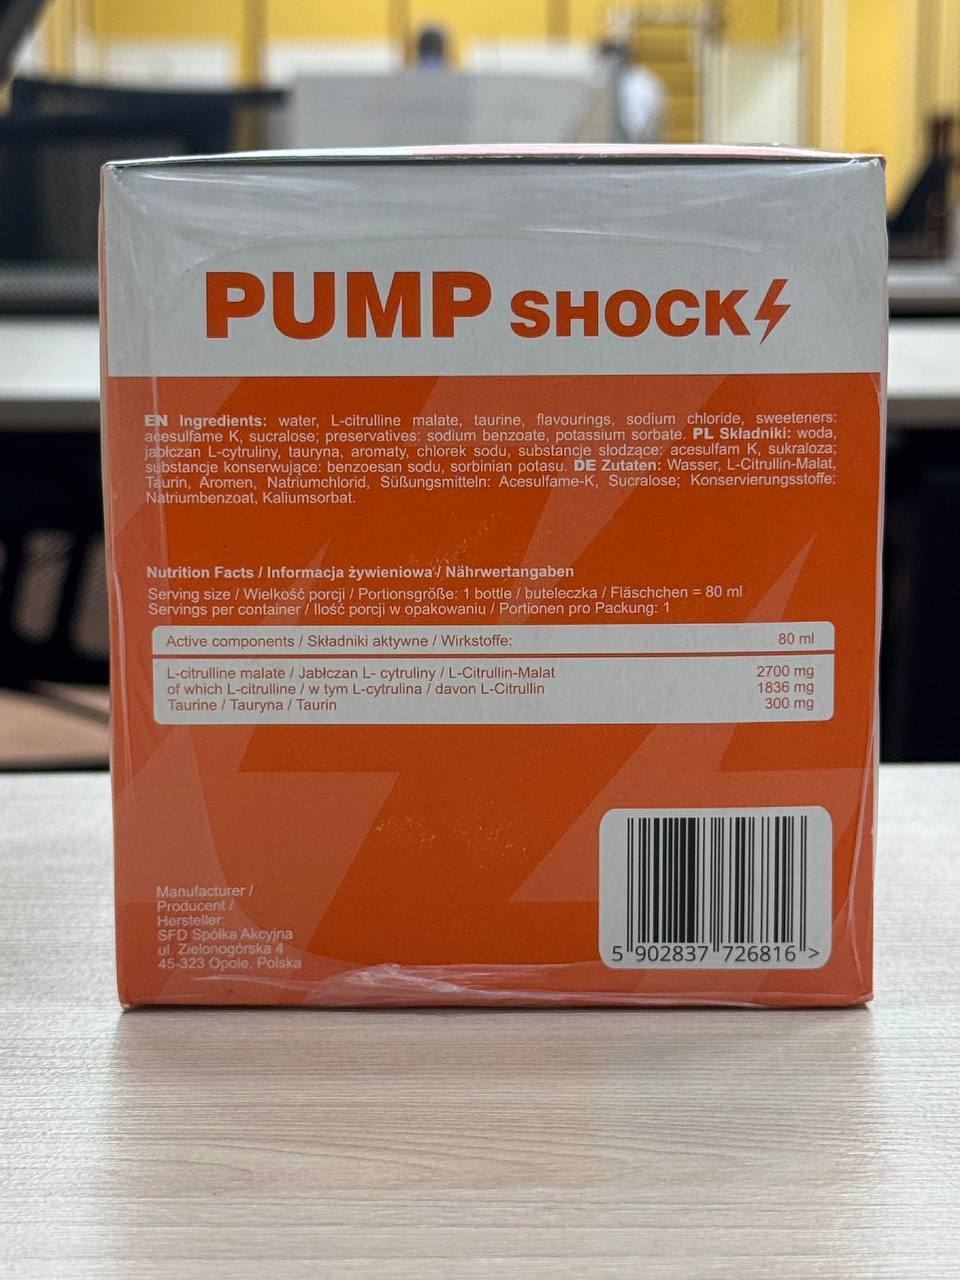 PUMP SHOCK
EN Ingredients: water, L-citrulline malate, taurine, flavourings, sodium chloride, sweeteners:
acesulfame K, sucralose; preservatives: sodium benzoate, potassium sorbate. PL Składniki: woda,
jabłczan L-cytruliny, tauryna, aromaty, chlorek sodu, substancje słodzące: acesulfam K, sukraloza;
substancje konserwujące: benzoesan sodu, sorbinian potasu. DE Zutaten: Wasser, L-Citrullin-Malat,
Taurin, Aromen, Natriumchlorid, Süßungsmitteln: Acesulfame-K, Sucralose; Konservierungsstoffe:
Natriumbenzoat, Kaliumsorbat.
Nutrition Facts / Informacja żywieniowa / Nährwertangaben
Serving size / Wielkość porcji / Portionsgröße: 1 bottle / buteleczka / Fläschchen = 80 ml
Servings per container / Ilość porcji w opakowaniu / Portionen pro Packung: 1
Active components / Składniki aktywne / Wirkstoffe: 80 ml
L-citrulline malate / Jabłczan L- cytruliny / L-Citrullin-Malat 2700 mg
of which L-citrulline / w tym L-cytrulina / davon L-Citrullin 1836 mg
Taurine / Tauryna / Taurin 300 mg
Manufacturer /
Producent /
Hersteller:
SFD Spółka Akcyjna
ul. Zielonogórska 4
45-323 Opole, Polska
5 902837 726816 >